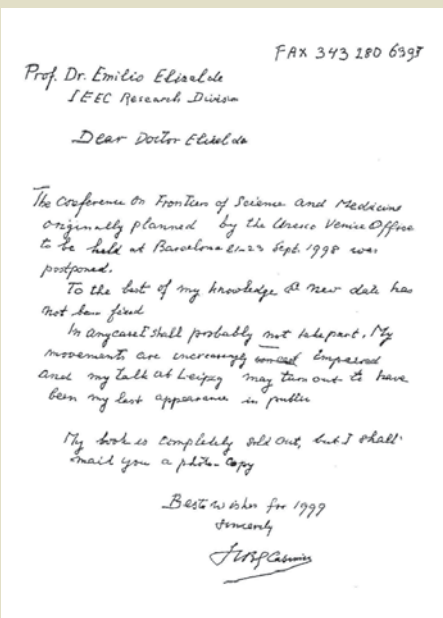 FAX 343 280 6395
Prof. Dr. Emilio Elizalde
IEEC Research Division
Dear Doctor Elizalde
The Conference on Frontiers of Science and Medicine
originally planned by the Unesco Venice Office
to be held at Barcelona 21-23 Sept. 1998 was
postponed.
To the best of my knowledge a new date has
not been fixed
In any case I shall probably not take part. My
movements are increasingly impaired
and my talk at Leipzig may turn out to have
been my last appearance in public
My book is completely sold out, but I shall
mail you a photo-copy
Best wishes for 1999
Sincerely
HBG Casimir